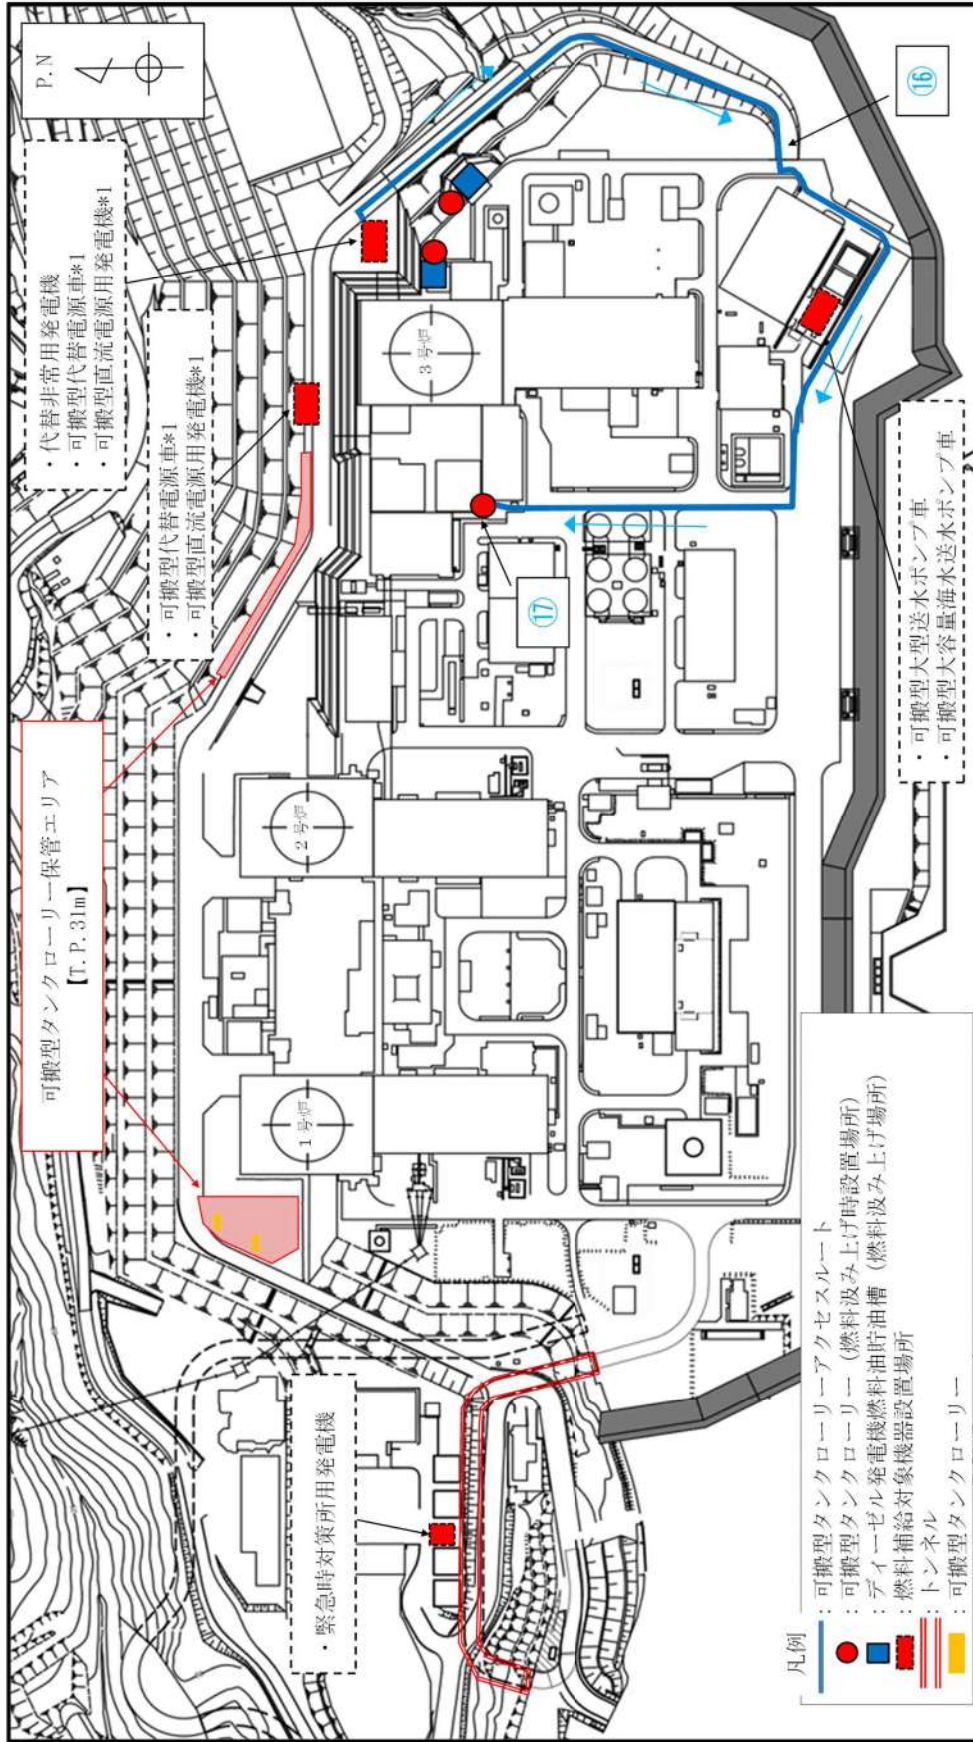 P.N
・代替非常用発電機
・可搬型代替電源車*1
・可搬型直流電源用発電機*1
・可搬型代替電源車*1
・可搬型直流電源用発電機*1
可搬型タンクローリー保管エリア
【T.P.31m】
・緊急時対策所用発電機
1号炉
2号炉
3号炉
⑯
⑰
・可搬型大型送水ポンプ車
・可搬型大容量海水送水ポンプ車
凡例
：可搬型タンクローリーアクセスルート
：可搬型タンクローリー（燃料汲み上げ時設置場所）
：ディーゼル発電機燃料油貯油槽（燃料汲み上げ場所）
：燃料補給対象機器設置場所
：トンネル
：可搬型タンクローリー